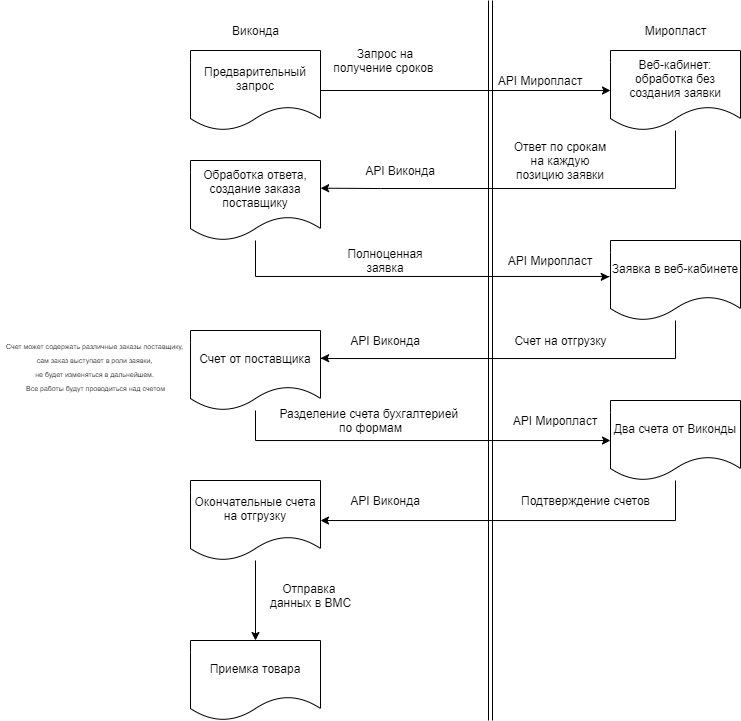 Виконда
Миропласт
Предварительный
запрос
Запрос на
получение сроков
API Миропласт
Веб-кабинет:
обработка без
создания заявки
Ответ по срокам
на каждую
позицию заявки
API Виконда
Обработка ответа,
создание заказа
поставщику
Полноценная
заявка
API Миропласт
Заявка в веб-кабинете
Счет на отгрузку
API Виконда
Счет от поставщика
Счет может содержать различные заказы поставщику,
сам заказ выступает в роли заявки,
не будет изменяться в дальнейшем.
Все работы будут проводиться над счетом
Разделение счета бухгалтерией
по формам
API Миропласт
Два счета от Виконды
Подтверждение счетов
API Виконда
Окончательные счета
на отгрузку
Отправка
данных в ВМС
Приемка товара